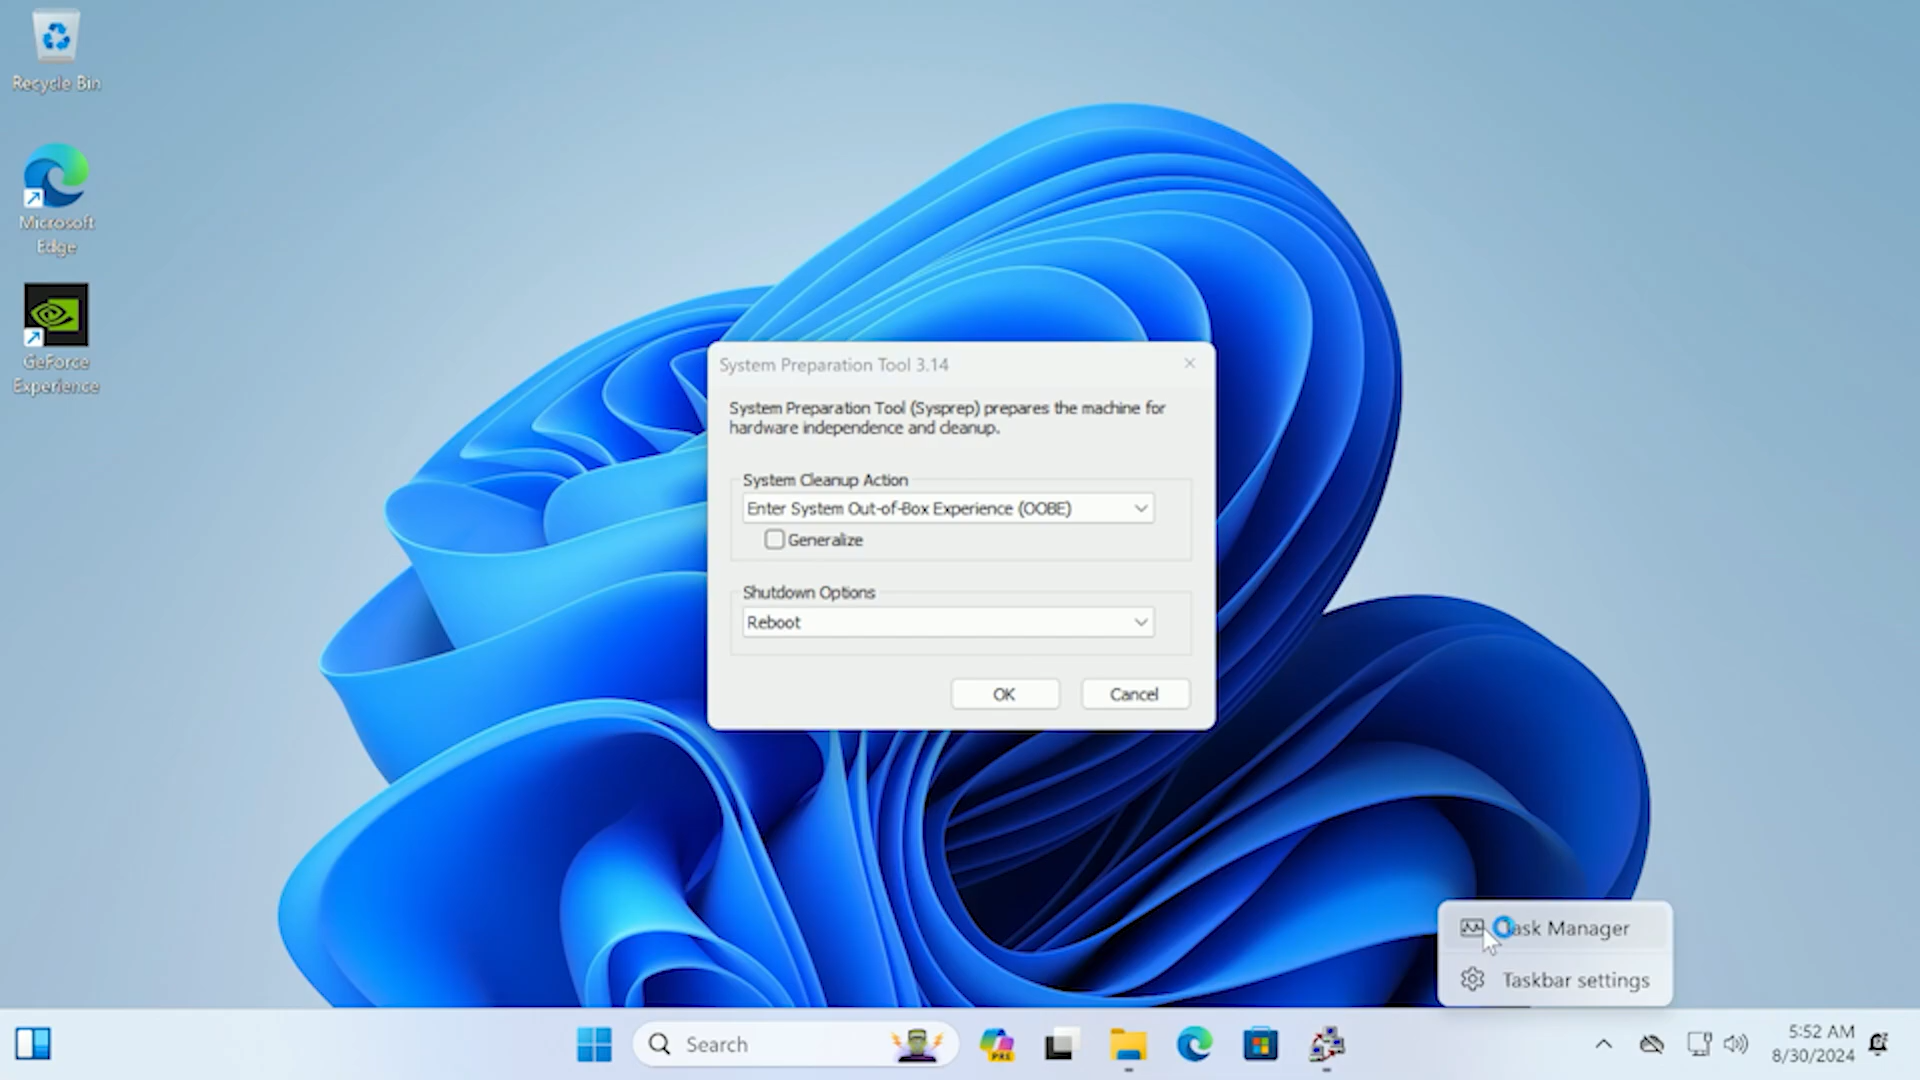 Recycle Bin
Microsoft
Edge
GeForce
Experience
System Preparation Tool 3.14
System Preparation Tool (Sysprep) prepares the machine for
hardware independence and cleanup.
System Cleanup Action
Enter System Out-of-Box Experience (OOBE)
Generalize
Shutdown Options
Reboot
OK
Cancel
ask Manager
Taskbar settings
Search
PRE
5:52 AM
8/30/2024